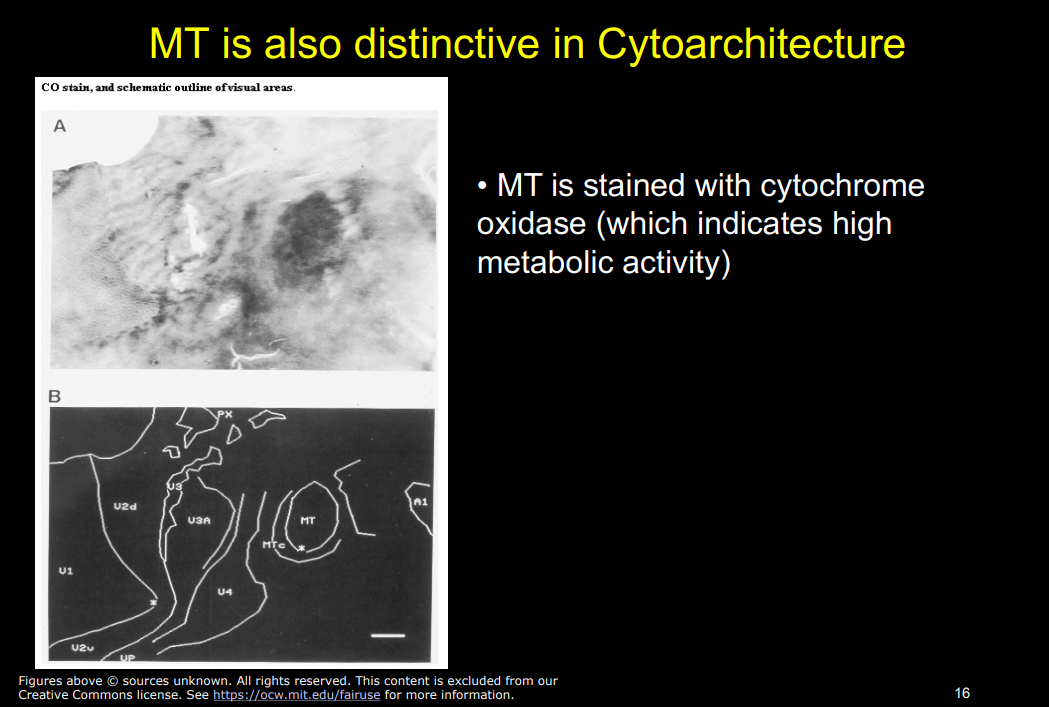 MT is also distinctive in Cytoarchitecture
CO stain, and schematic outline of visual areas.
A
• MT is stained with cytochrome
oxidase (which indicates high
metabolic activity)
B
PX
V3
V2d
V3A
MT
A1
MTc
*
V1
V4
*
V2v
VP
Figures above © sources unknown. All rights reserved. This content is excluded from our
Creative Commons license. See https://ocw.mit.edu/fairuse for more information.
16